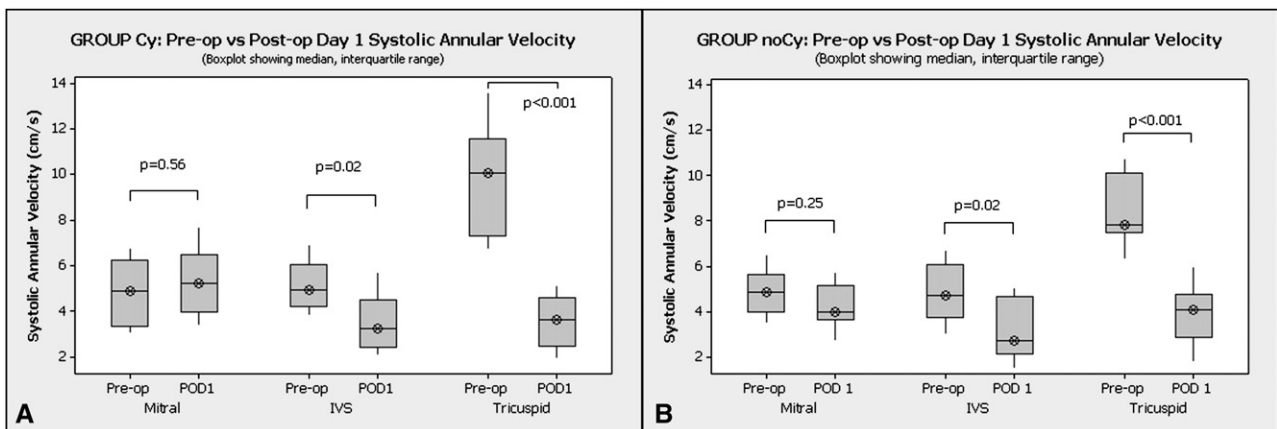 GROUP Cy: Pre-op vs Post-op Day 1 Systolic Annular Velocity
(Boxplot showing median, interquartile range)
Systolic Annular Velocity (cm/s)
14
12
10
8
6
4
2
p=0.56
p=0.02
p<0.001
Pre-op POD1 Pre-op POD1 Pre-op POD1
Mitral IVS Tricuspid
A
GROUP noCy: Pre-op vs Post-op Day 1 Systolic Annular Velocity
(Boxplot showing median, interquartile range)
Systolic Annular Velocity (cm/s)
14
12
10
8
6
4
2
p=0.25
p=0.02
p<0.001
Pre-op POD 1 Pre-op POD 1 Pre-op POD 1
Mitral IVS Tricuspid
B